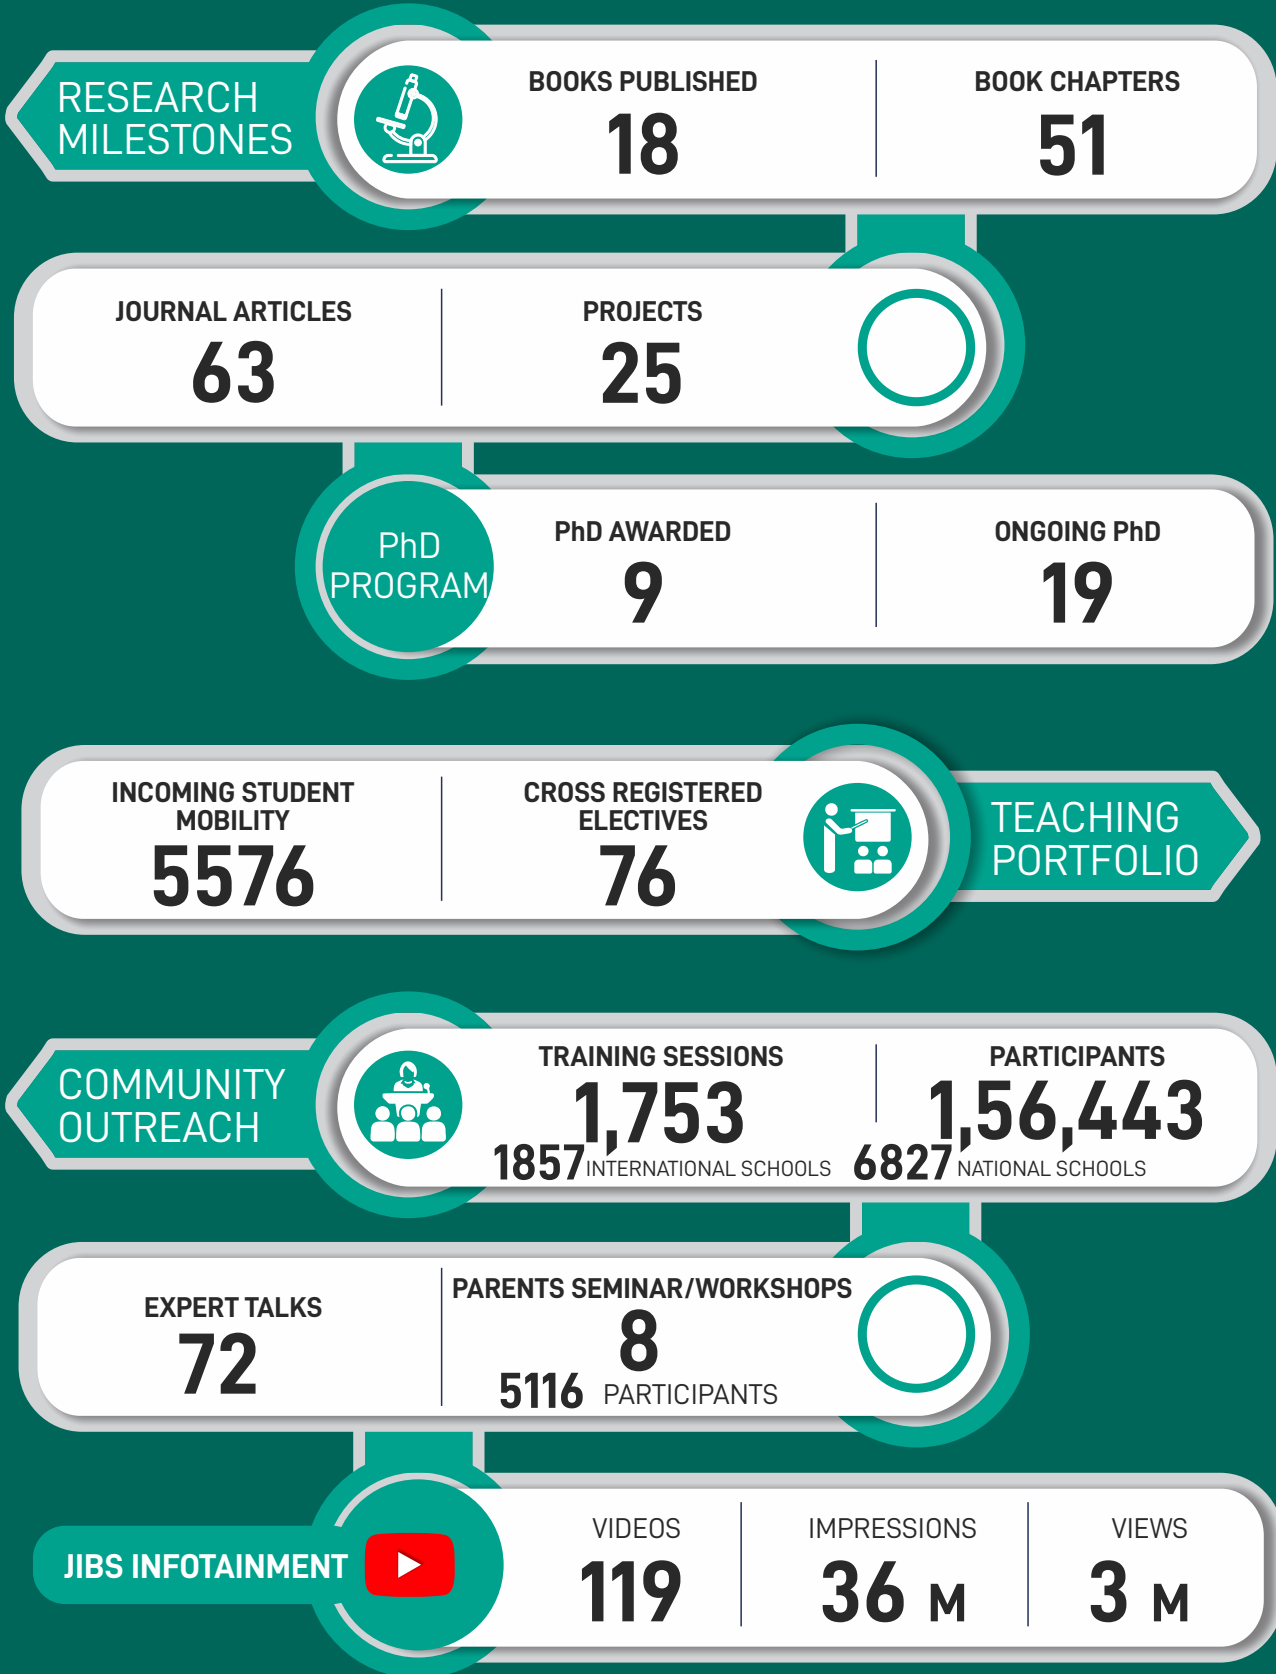 RESEARCH
MILESTONES
BOOKS PUBLISHED
18
BOOK CHAPTERS
51
JOURNAL ARTICLES
63
PROJECTS
25
PhD
PROGRAM
PhD AWARDED
9
ONGOING PhD
19
INCOMING STUDENT
MOBILITY
5576
CROSS REGISTERED
ELECTIVES
76
TEACHING
PORTFOLIO
COMMUNITY
OUTREACH
TRAINING SESSIONS
1,753
1857 INTERNATIONAL SCHOOLS
PARTICIPANTS
1,56,443
6827 NATIONAL SCHOOLS
EXPERT TALKS
72
PARENTS SEMINAR/WORKSHOPS
8
5116 PARTICIPANTS
JIBS INFOTAINMENT
VIDEOS
119
IMPRESSIONS
36 M
VIEWS
3 M